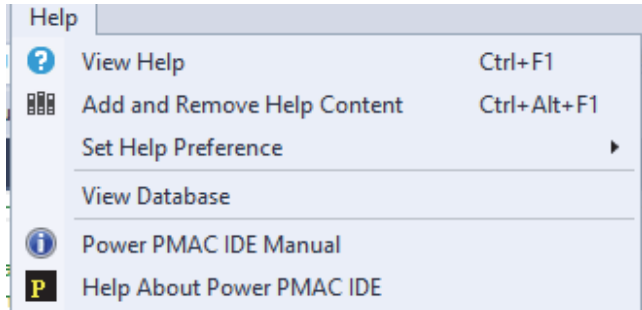 Help
View Help Ctrl+F1
Add and Remove Help Content Ctrl+Alt+F1
Set Help Preference
View Database
Power PMAC IDE Manual
P Help About Power PMAC IDE